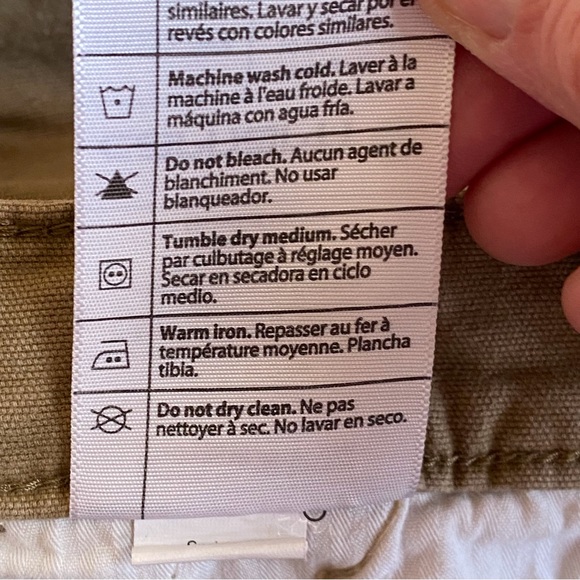 similaires. Lavar y secar por el
revés con colores similares.
Machine wash cold. Laver à la
machine à l'eau froide. Lavar a
máquina con agua fría.
Do not bleach. Aucun agent de
blanchiment. No usar
blanqueador.
Tumble dry medium. Sécher
par culbutage à réglage moyen.
Secar en secadora en ciclo
medio.
Warm iron. Repasser au fer à
température moyenne. Plancha
tibia.
Do not dry clean. Ne pas
nettoyer à sec. No lavar en seco.